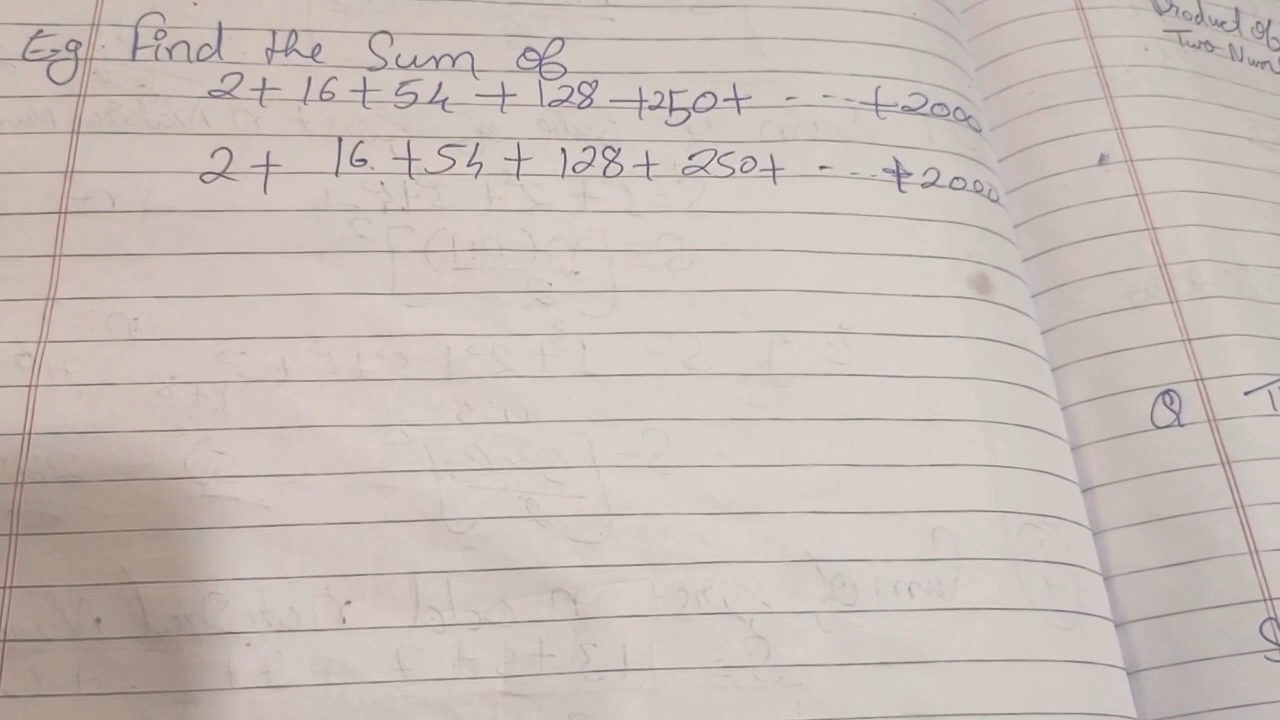 Eg Find the Sum of
2 + 16 + 54 + 128 + 250 + - - - + 2000
2 + 16 + 54 + 128 + 250 + - - - + 2000
Product of
Two Num
Q